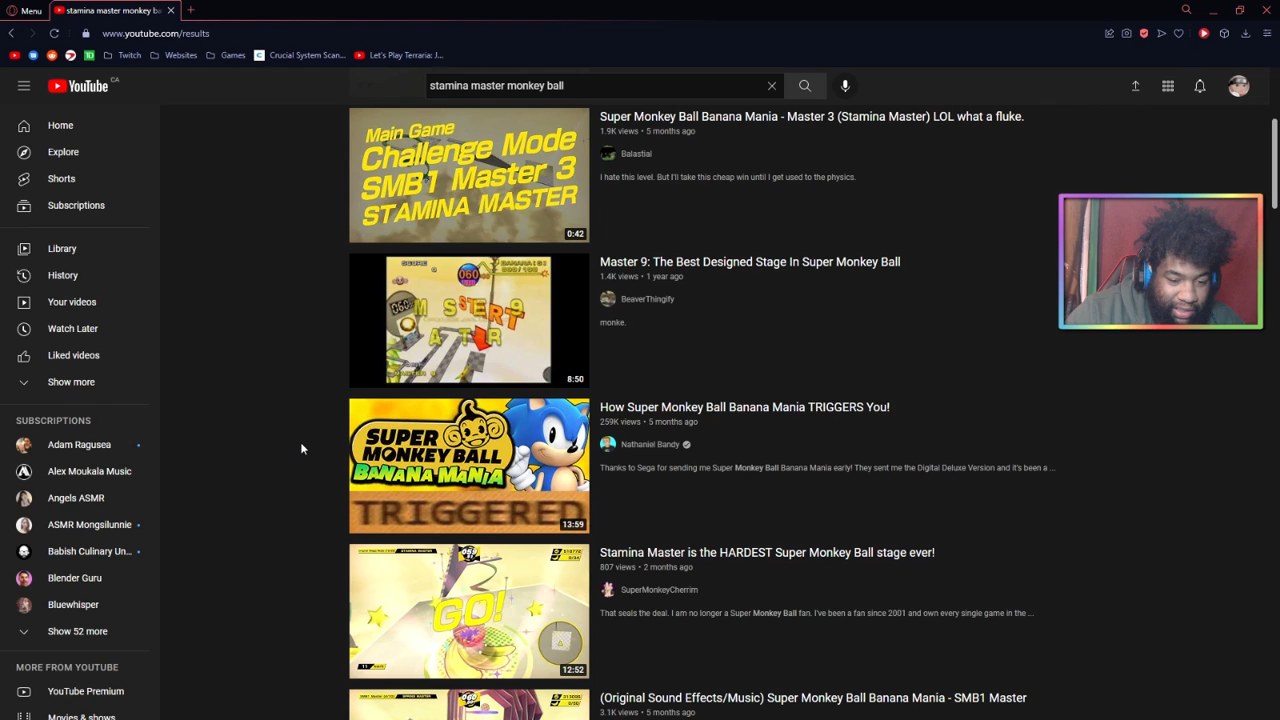 Menu
stamina master monkey ba
www.youtube.com/results
Twitch
Websites
Games
Crucial System Scan...
Let's Play Terraria: J...
YouTube CA
stamina master monkey ball
Home
Explore
Shorts
Subscriptions
Library
History
Your videos
Watch Later
Liked videos
Show more
SUBSCRIPTIONS
Adam Ragusea
Alex Moukala Music
Angels ASMR
ASMR Mongsilunnie
Babish Culinary Un...
Blender Guru
Bluewhisper
Show 52 more
MORE FROM YOUTUBE
YouTube Premium
Movies & shows
Main Game
Challenge Mode
SMB1 Master 3
STAMINA MASTER
0:42
Super Monkey Ball Banana Mania - Master 3 (Stamina Master) LOL what a fluke.
1.9K views • 5 months ago
Balastial
I hate this level. But I'll take this cheap win until I get used to the physics.
060
8:50
Master 9: The Best Designed Stage In Super Monkey Ball
1.4K views • 1 year ago
BeaverThingify
monke.
SUPER
MONKEY BALL
BANANA MANIA
TRIGGERED
13:59
How Super Monkey Ball Banana Mania TRIGGERS You!
259K views • 5 months ago
Nathaniel Bandy
Thanks to Sega for sending me Super Monkey Ball Banana Mania early! They sent me the Digital Deluxe Version and it's been a ...
GO!
12:52
Stamina Master is the HARDEST Super Monkey Ball stage ever!
807 views • 2 months ago
SuperMonkeyCherrim
That seals the deal. I am no longer a Super Monkey Ball fan. I've been a fan since 2001 and own every single game in the ...
(Original Sound Effects/Music) Super Monkey Ball Banana Mania - SMB1 Master
3.1K views • 5 months ago